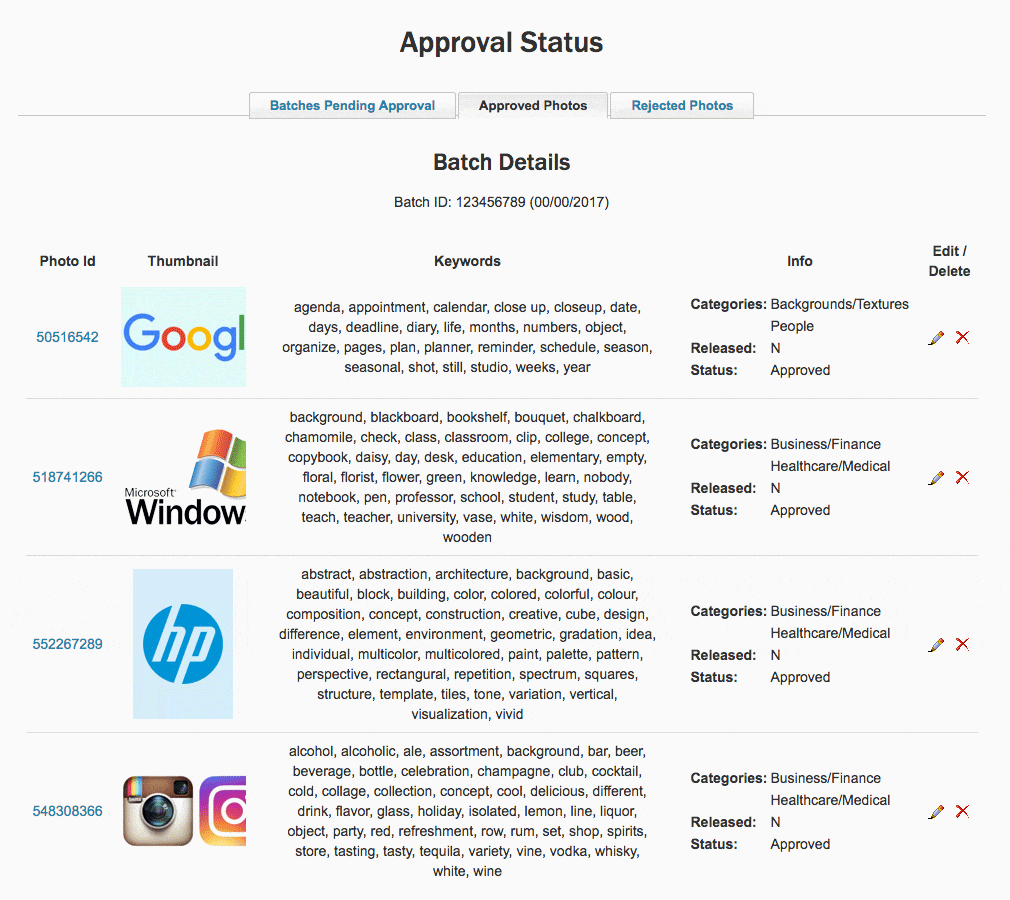 Approval Status
Batches Pending Approval
Approved Photos
Rejected Photos
Batch Details
Batch ID: 123456789 (00/00/2017)
Photo Id
Thumbnail
Keywords
Info
Edit /
Delete
50516542
Googl
agenda, appointment, calendar, close up, closeup, date,
days, deadline, diary, life, months, numbers, object,
organize, pages, plan, planner, reminder, schedule, season,
seasonal, shot, still, studio, weeks, year
Categories: Backgrounds/Textures
People
Released: N
Status: Approved
518741266
Microsoft
Window
background, blackboard, bookshelf, bouquet, chalkboard,
chamomile, check, class, classroom, clip, college, concept,
copybook, daisy, day, desk, education, elementary, empty,
floral, florist, flower, green, knowledge, learn, nobody,
notebook, pen, professor, school, student, study, table,
teach, teacher, university, vase, white, wisdom, wood,
wooden
Categories: Business/Finance
Healthcare/Medical
Released: N
Status: Approved
552267289
hp
abstract, abstraction, architecture, background, basic,
beautiful, block, building, color, colored, colorful, colour,
composition, concept, construction, creative, cube, design,
difference, element, environment, geometric, gradation, idea,
individual, multicolor, multicolored, paint, palette, pattern,
perspective, rectangural, repetition, spectrum, squares,
structure, template, tiles, tone, variation, vertical,
visualization, vivid
Categories: Business/Finance
Healthcare/Medical
Released: N
Status: Approved
548308366
alcohol, alcoholic, ale, assortment, background, bar, beer,
beverage, bottle, celebration, champagne, club, cocktail,
cold, collage, collection, concept, cool, delicious, different,
drink, flavor, glass, holiday, isolated, lemon, line, liquor,
object, party, red, refreshment, row, rum, set, shop, spirits,
store, tasting, tasty, tequila, variety, vine, vodka, whisky,
white, wine
Categories: Business/Finance
Healthcare/Medical
Released: N
Status: Approved